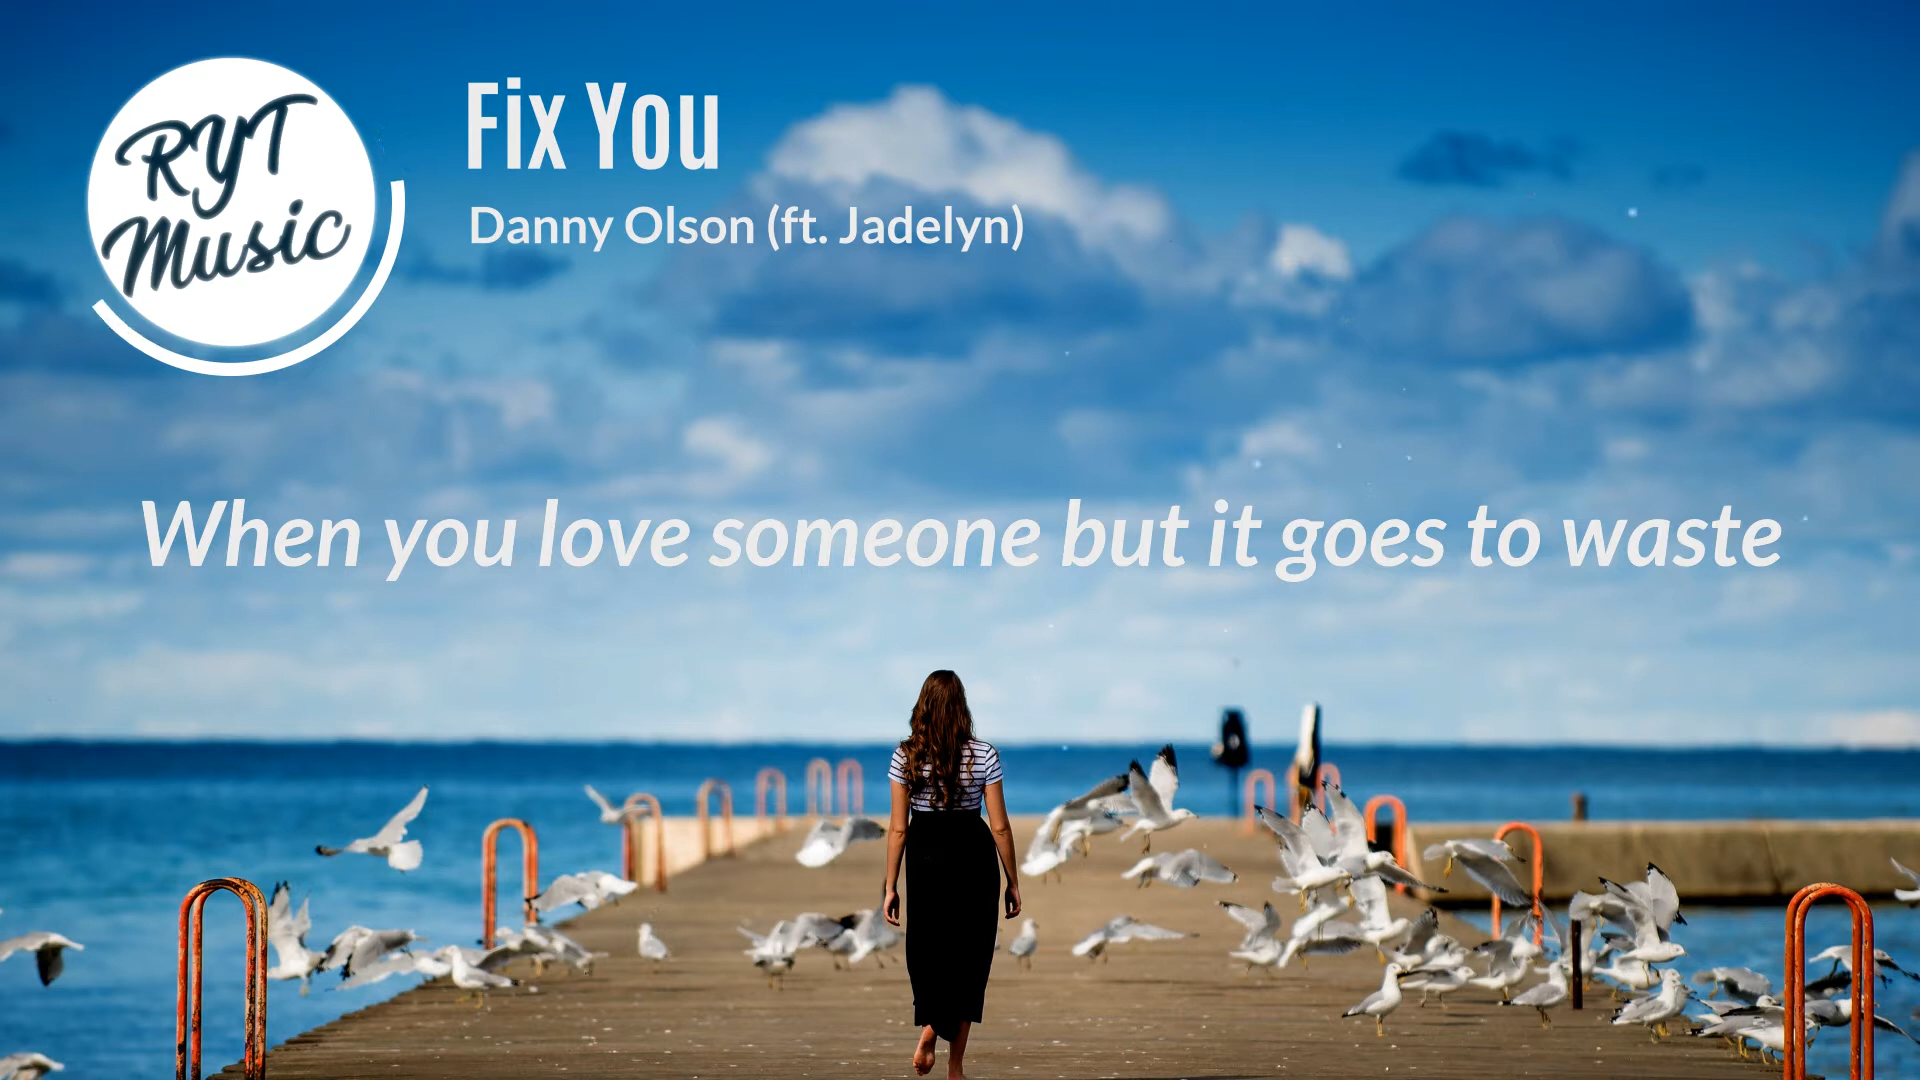 RYT
Music
Fix You
Danny Olson (ft. Jadelyn)
When you love someone but it goes to waste